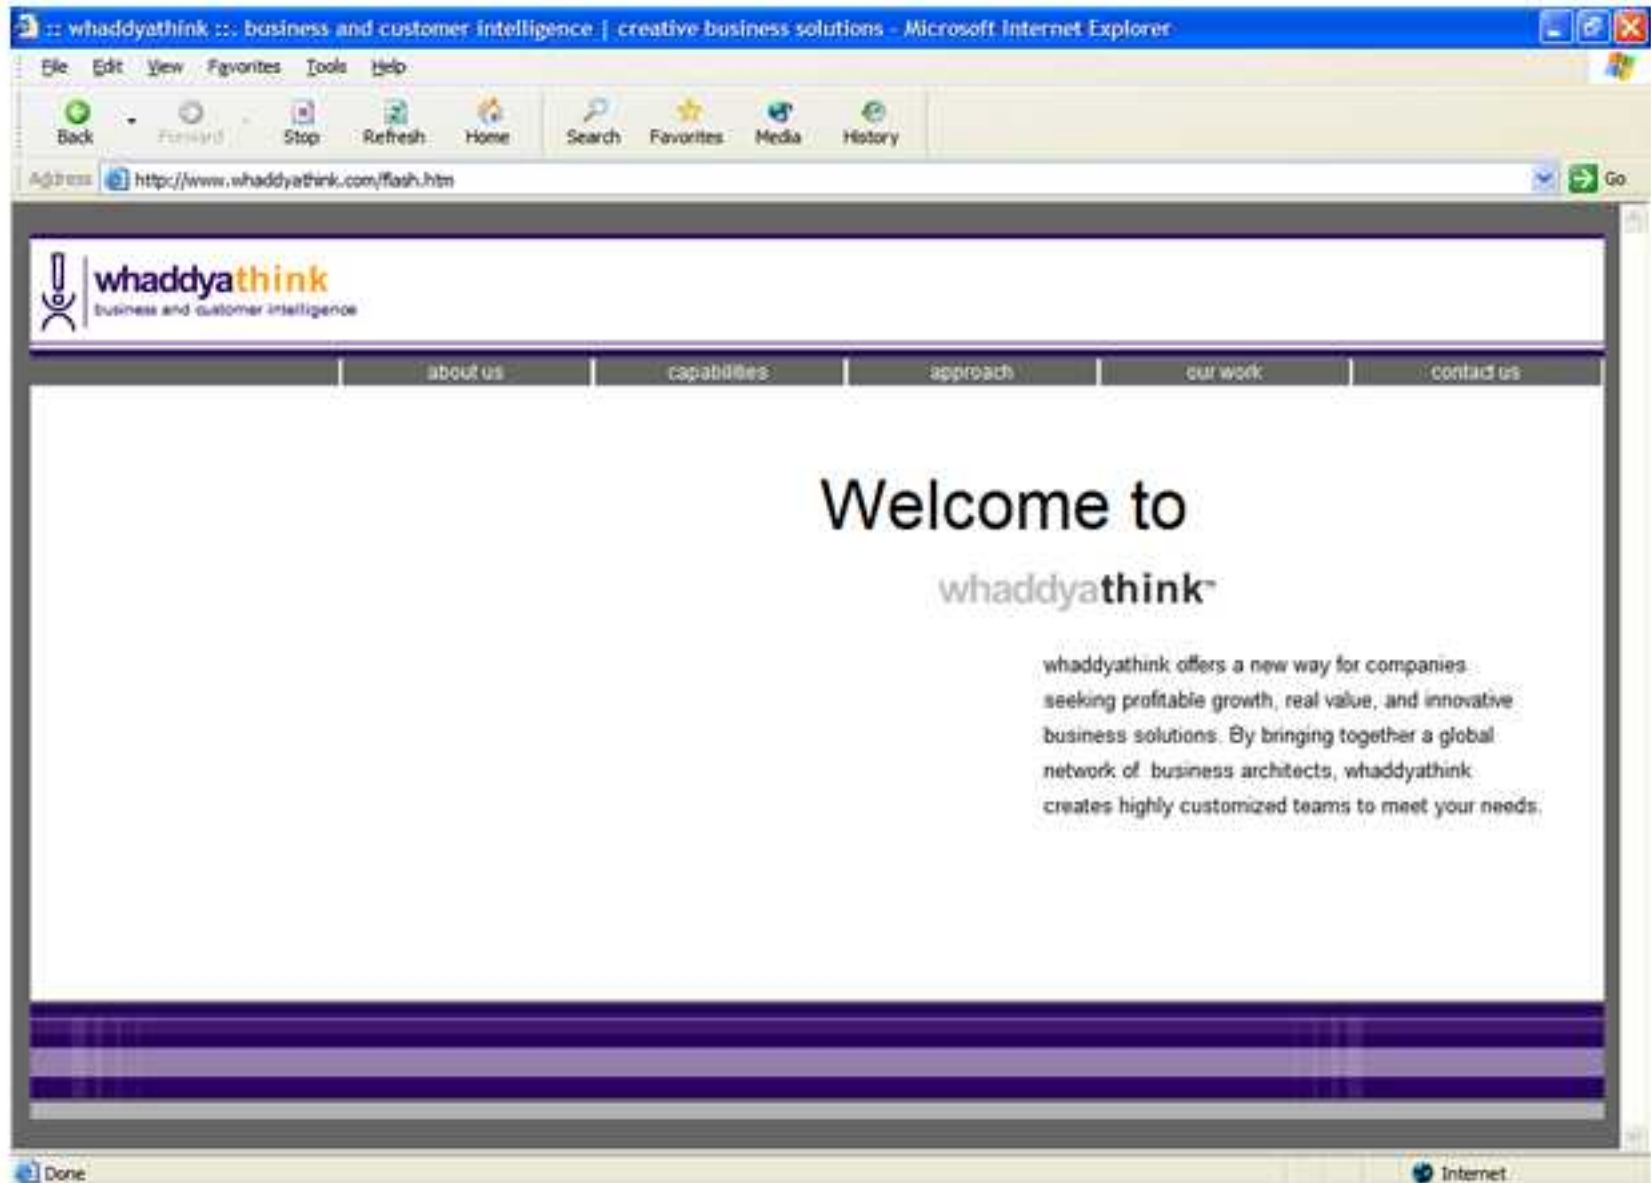 :: whaddyathink ::. business and customer intelligence | creative business solutions - Microsoft Internet Explorer
File Edit View Favorites Tools Help
Back Forward Stop Refresh Home Search Favorites Media History
Address http://www.whaddyathink.com/flash.htm Go
whaddyathink
business and customer intelligence
about us capabilities approach our work contact us
Welcome to
whaddyathink™
whaddyathink offers a new way for companies
seeking profitable growth, real value, and innovative
business solutions. By bringing together a global
network of business architects, whaddyathink
creates highly customized teams to meet your needs.
Done Internet